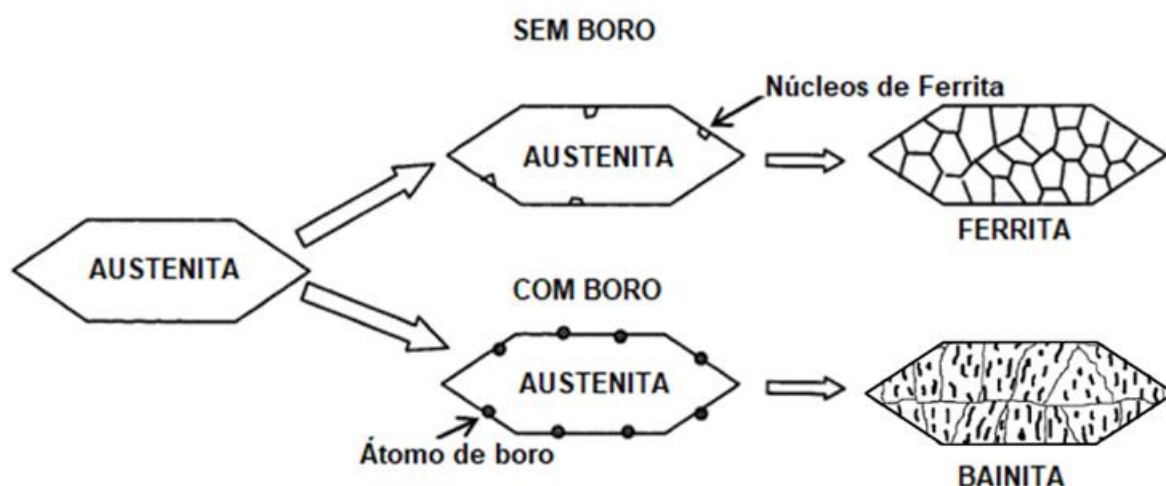 SEM BORO
Núcleos de Ferrita
AUSTENITA
FERRITA
AUSTENITA
COM BORO
AUSTENITA
Átomo de boro
BAINITA